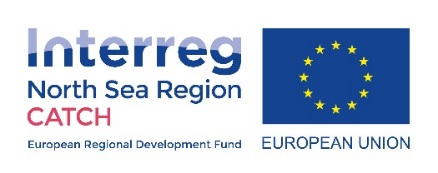 Interreg
North Sea Region
CATCH
European Regional Development Fund
EUROPEAN UNION